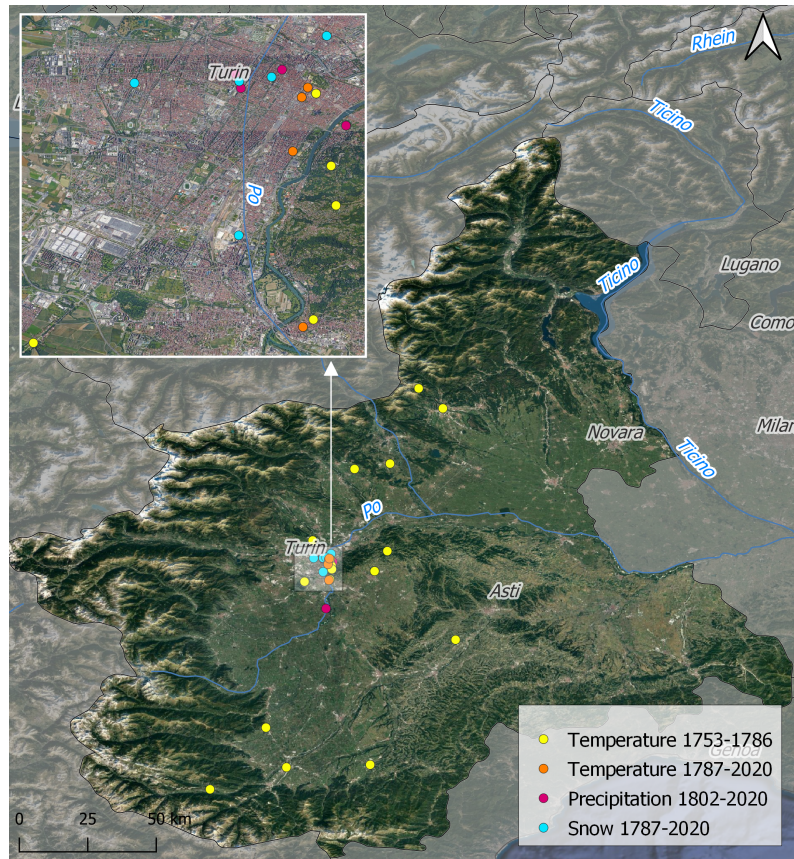 Rhein
Turin
Ticino
Po
Lugano
Ticino
Como
Novara
Milan
Ticino
Po
Turin
Asti
Temperature 1753-1786
Temperature 1787-2020
Genoa
Precipitation 1802-2020
Snow 1787-2020
0 25 50 km